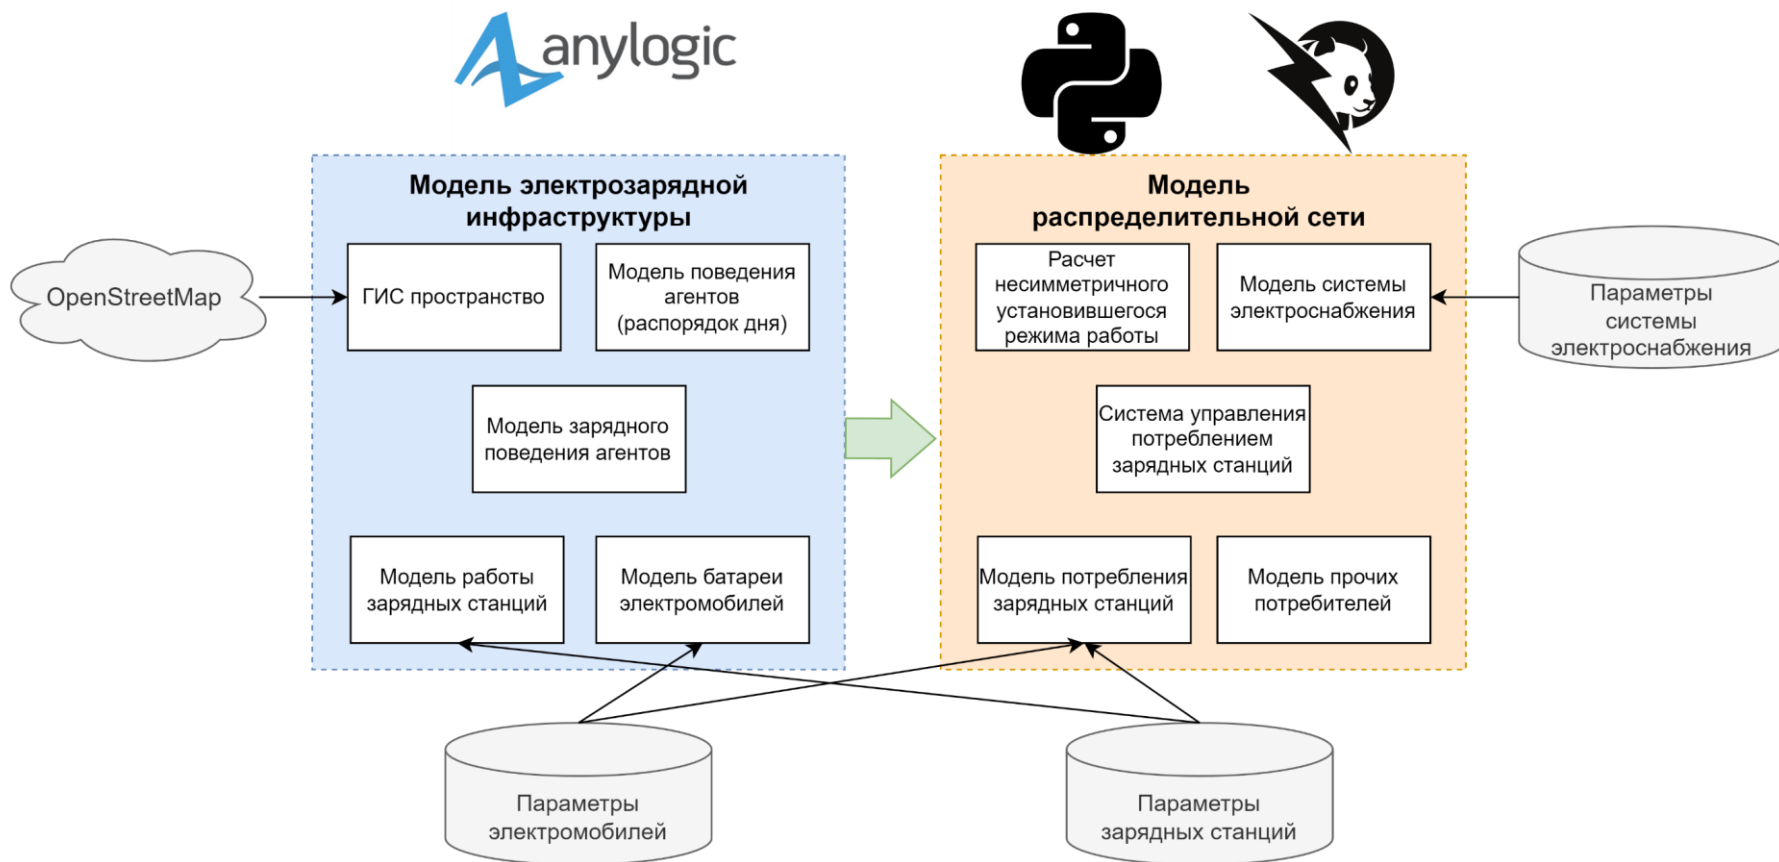 anylogic
Модель электрозарядной
инфраструктуры
Модель
распределительной сети
OpenStreetMap
ГИС пространство
Модель поведения
агентов
(распорядок дня)
Расчет
несимметричного
установившегося
режима работы
Модель системы
электроснабжения
Параметры
системы
электроснабжения
Модель зарядного
поведения агентов
Система управления
потреблением
зарядных станций
Модель работы
зарядных станций
Модель батареи
электромобилей
Модель потребления
зарядных станций
Модель прочих
потребителей
Параметры
электромобилей
Параметры
зарядных станций